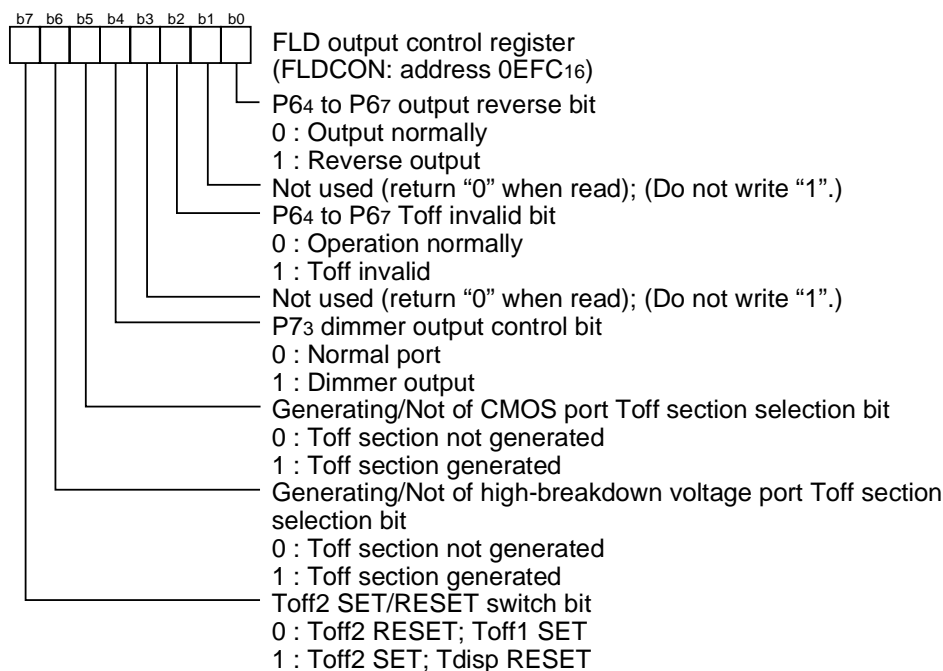 b7 b6 b5 b4 b3 b2 b1 b0
FLD output control register
(FLDCON: address 0EFC16)
P64 to P67 output reverse bit
0 : Output normally
1 : Reverse output
Not used (return “0” when read); (Do not write “1”.)
P64 to P67 Toff invalid bit
0 : Operation normally
1 : Toff invalid
Not used (return “0” when read); (Do not write “1”.)
P73 dimmer output control bit
0 : Normal port
1 : Dimmer output
Generating/Not of CMOS port Toff section selection bit
0 : Toff section not generated
1 : Toff section generated
Generating/Not of high-breakdown voltage port Toff section
selection bit
0 : Toff section not generated
1 : Toff section generated
Toff2 SET/RESET switch bit
0 : Toff2 RESET; Toff1 SET
1 : Toff2 SET; Tdisp RESET